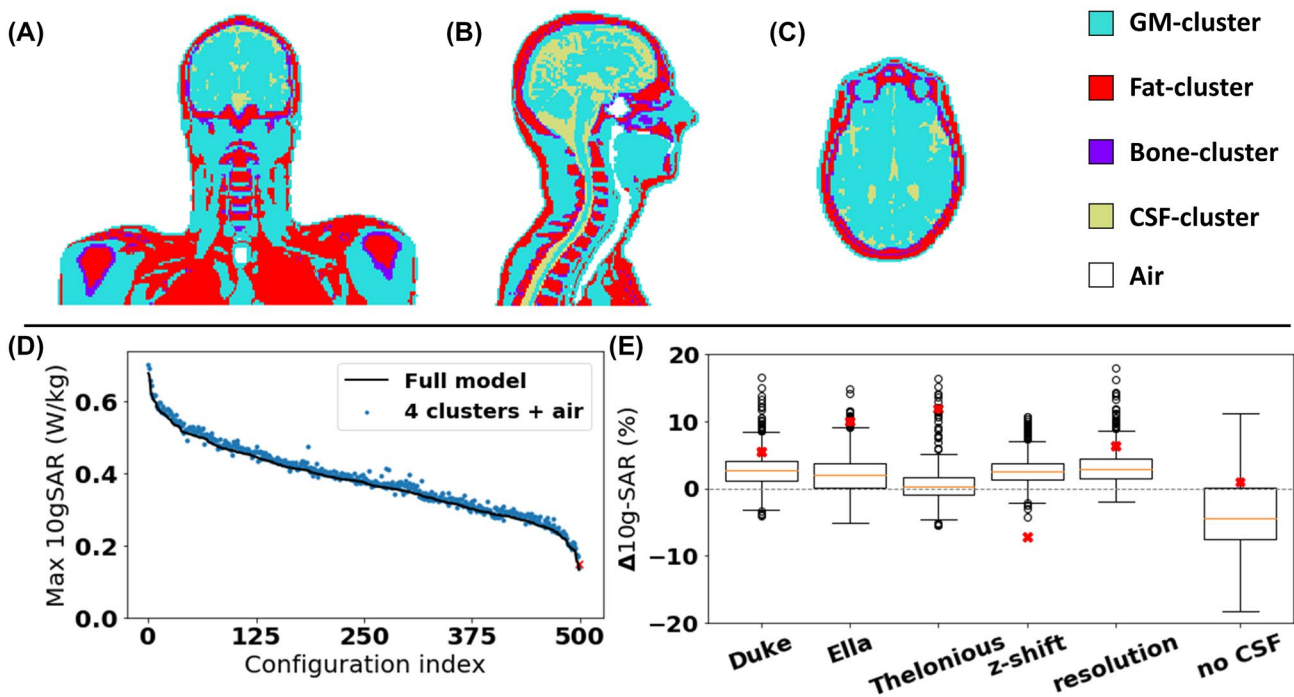 (A)
(B)
(C)
GM-cluster
Fat-cluster
Bone-cluster
CSF-cluster
Air
(D)
Max 10gSAR (W/kg)
0.6
0.4
0.2
0.0
Full model
4 clusters + air
0 125 250 375 500
Configuration index
(E)
Δ10g-SAR (%)
20
10
0
−10
−20
Duke Ella Thelonious z-shift resolution no CSF